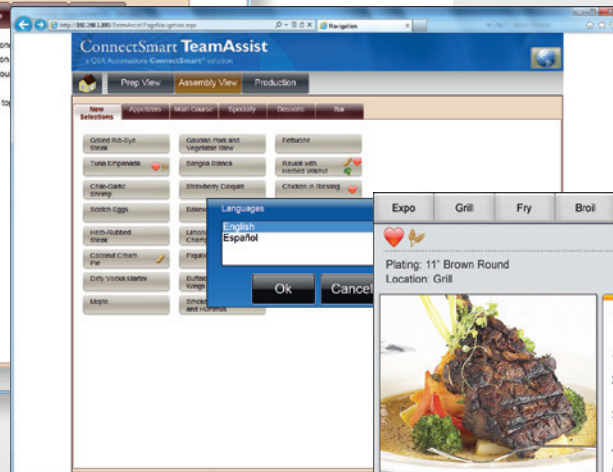 http://192.168.1.100/TeamAssist/PageNavigation.aspx
Navigation
ConnectSmart TeamAssist
a QSR Automations ConnectSmart® solution
Prep View
Assembly View
Production
New Selections
Appetizers
Main Course
Specialty
Desserts
Bar
Grilled Rib-Eye
Steak
Tuna Empanada
Chile-Garlic
Shrimp
Scotch Eggs
Herb-Rubbed
Steak
Coconut Cream
Pie
Dirty Vodka Martini
Mojito
Pork and
Vegetable Stew
Sangria Blanca
Strawberry Daiquiri
Buffalo
Wings
Smoked
and Hummus
Fettucine
Ravioli with
Herbed Walnut
Chicken in Riesling
Languages
English
Español
Ok
Cancel
Expo
Grill
Fry
Broil
Plating: 11" Brown Round
Location: Grill